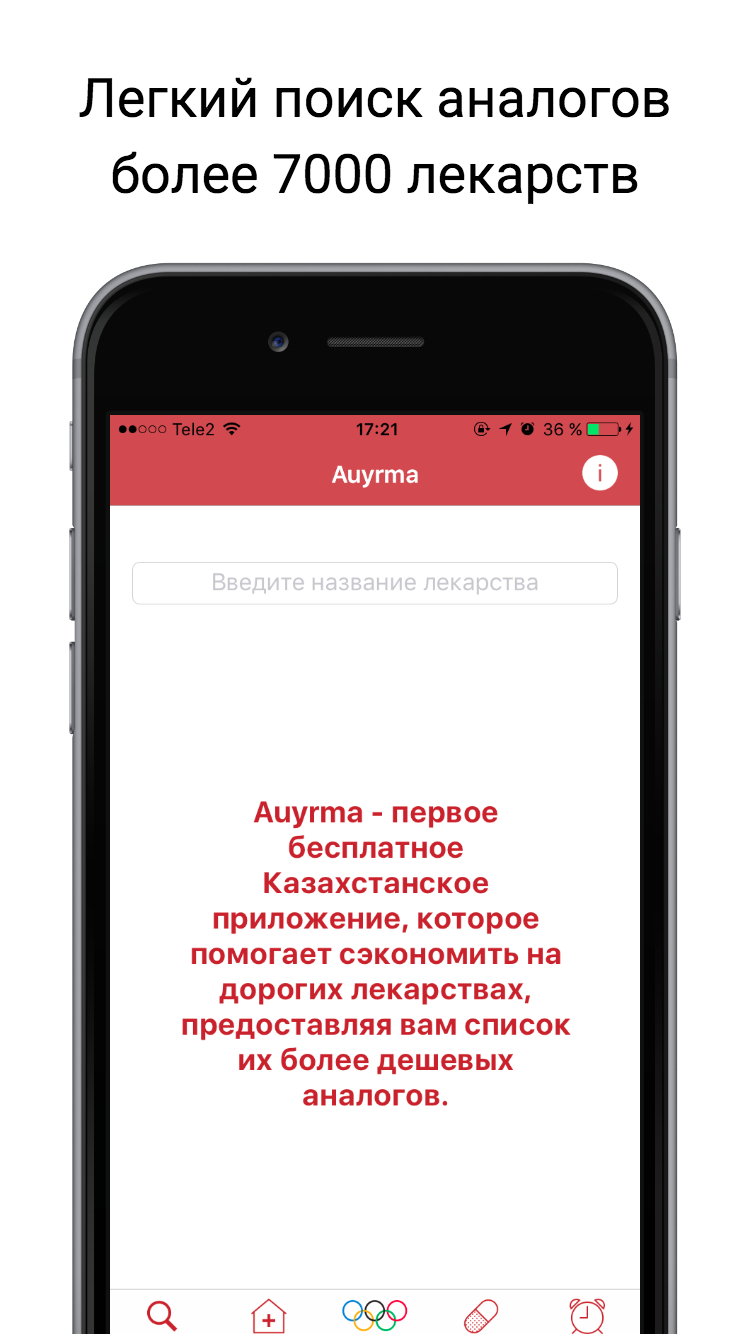 Легкий поиск аналогов
более 7000 лекарств
Tele2 17:21 36 %
Auyrma
i
Введите название лекарства
Auyrma - первое
бесплатное
Казахстанское
приложение, которое
помогает сэкономить на
дорогих лекарствах,
предоставляя вам список
их более дешевых
аналогов.